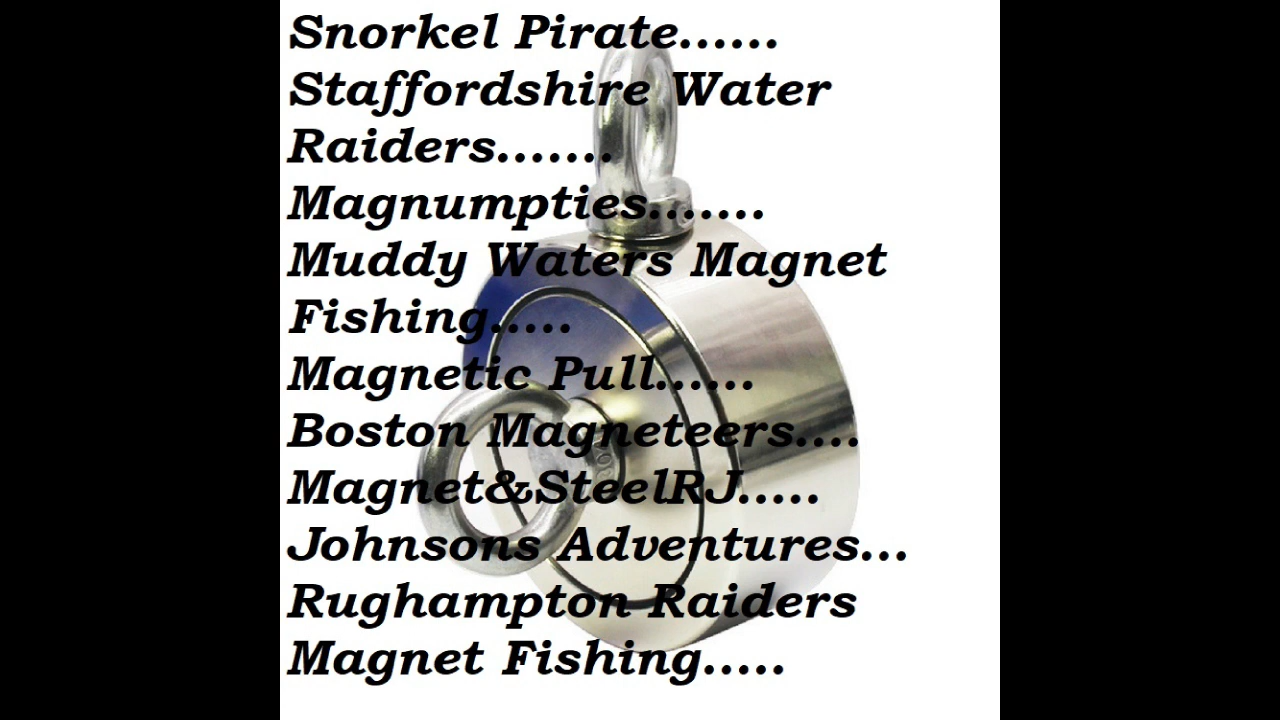 Snorkel Pirate......
Staffordshire Water
Raiders.......
Magnumpties.......
Muddy Waters Magnet
Fishing.....
Magnetic Pull......
Boston Magneteers....
Magnet&SteelRJ.....
Johnsons Adventures...
Rughampton Raiders
Magnet Fishing.....